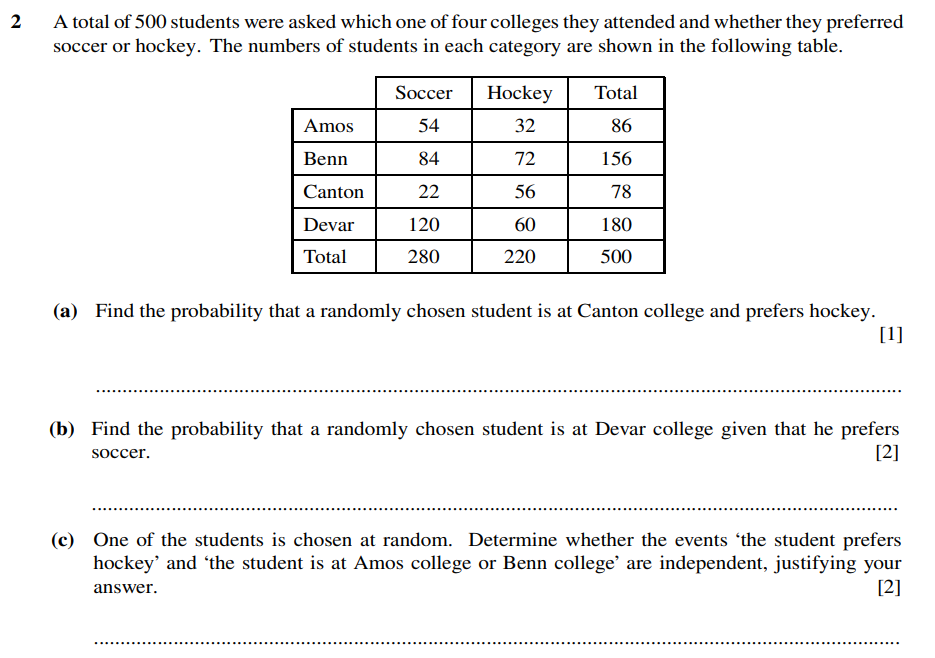 2 A total of 500 students were asked which one of four colleges they attended and whether they preferred
soccer or hockey. The numbers of students in each category are shown in the following table.
Soccer Hockey Total
Amos 54 32 86
Benn 84 72 156
Canton 22 56 78
Devar 120 60 180
Total 280 220 500
(a) Find the probability that a randomly chosen student is at Canton college and prefers hockey.
[1]
(b) Find the probability that a randomly chosen student is at Devar college given that he prefers
soccer. [2]
(c) One of the students is chosen at random. Determine whether the events ‘the student prefers
hockey’ and ‘the student is at Amos college or Benn college’ are independent, justifying your
answer. [2]